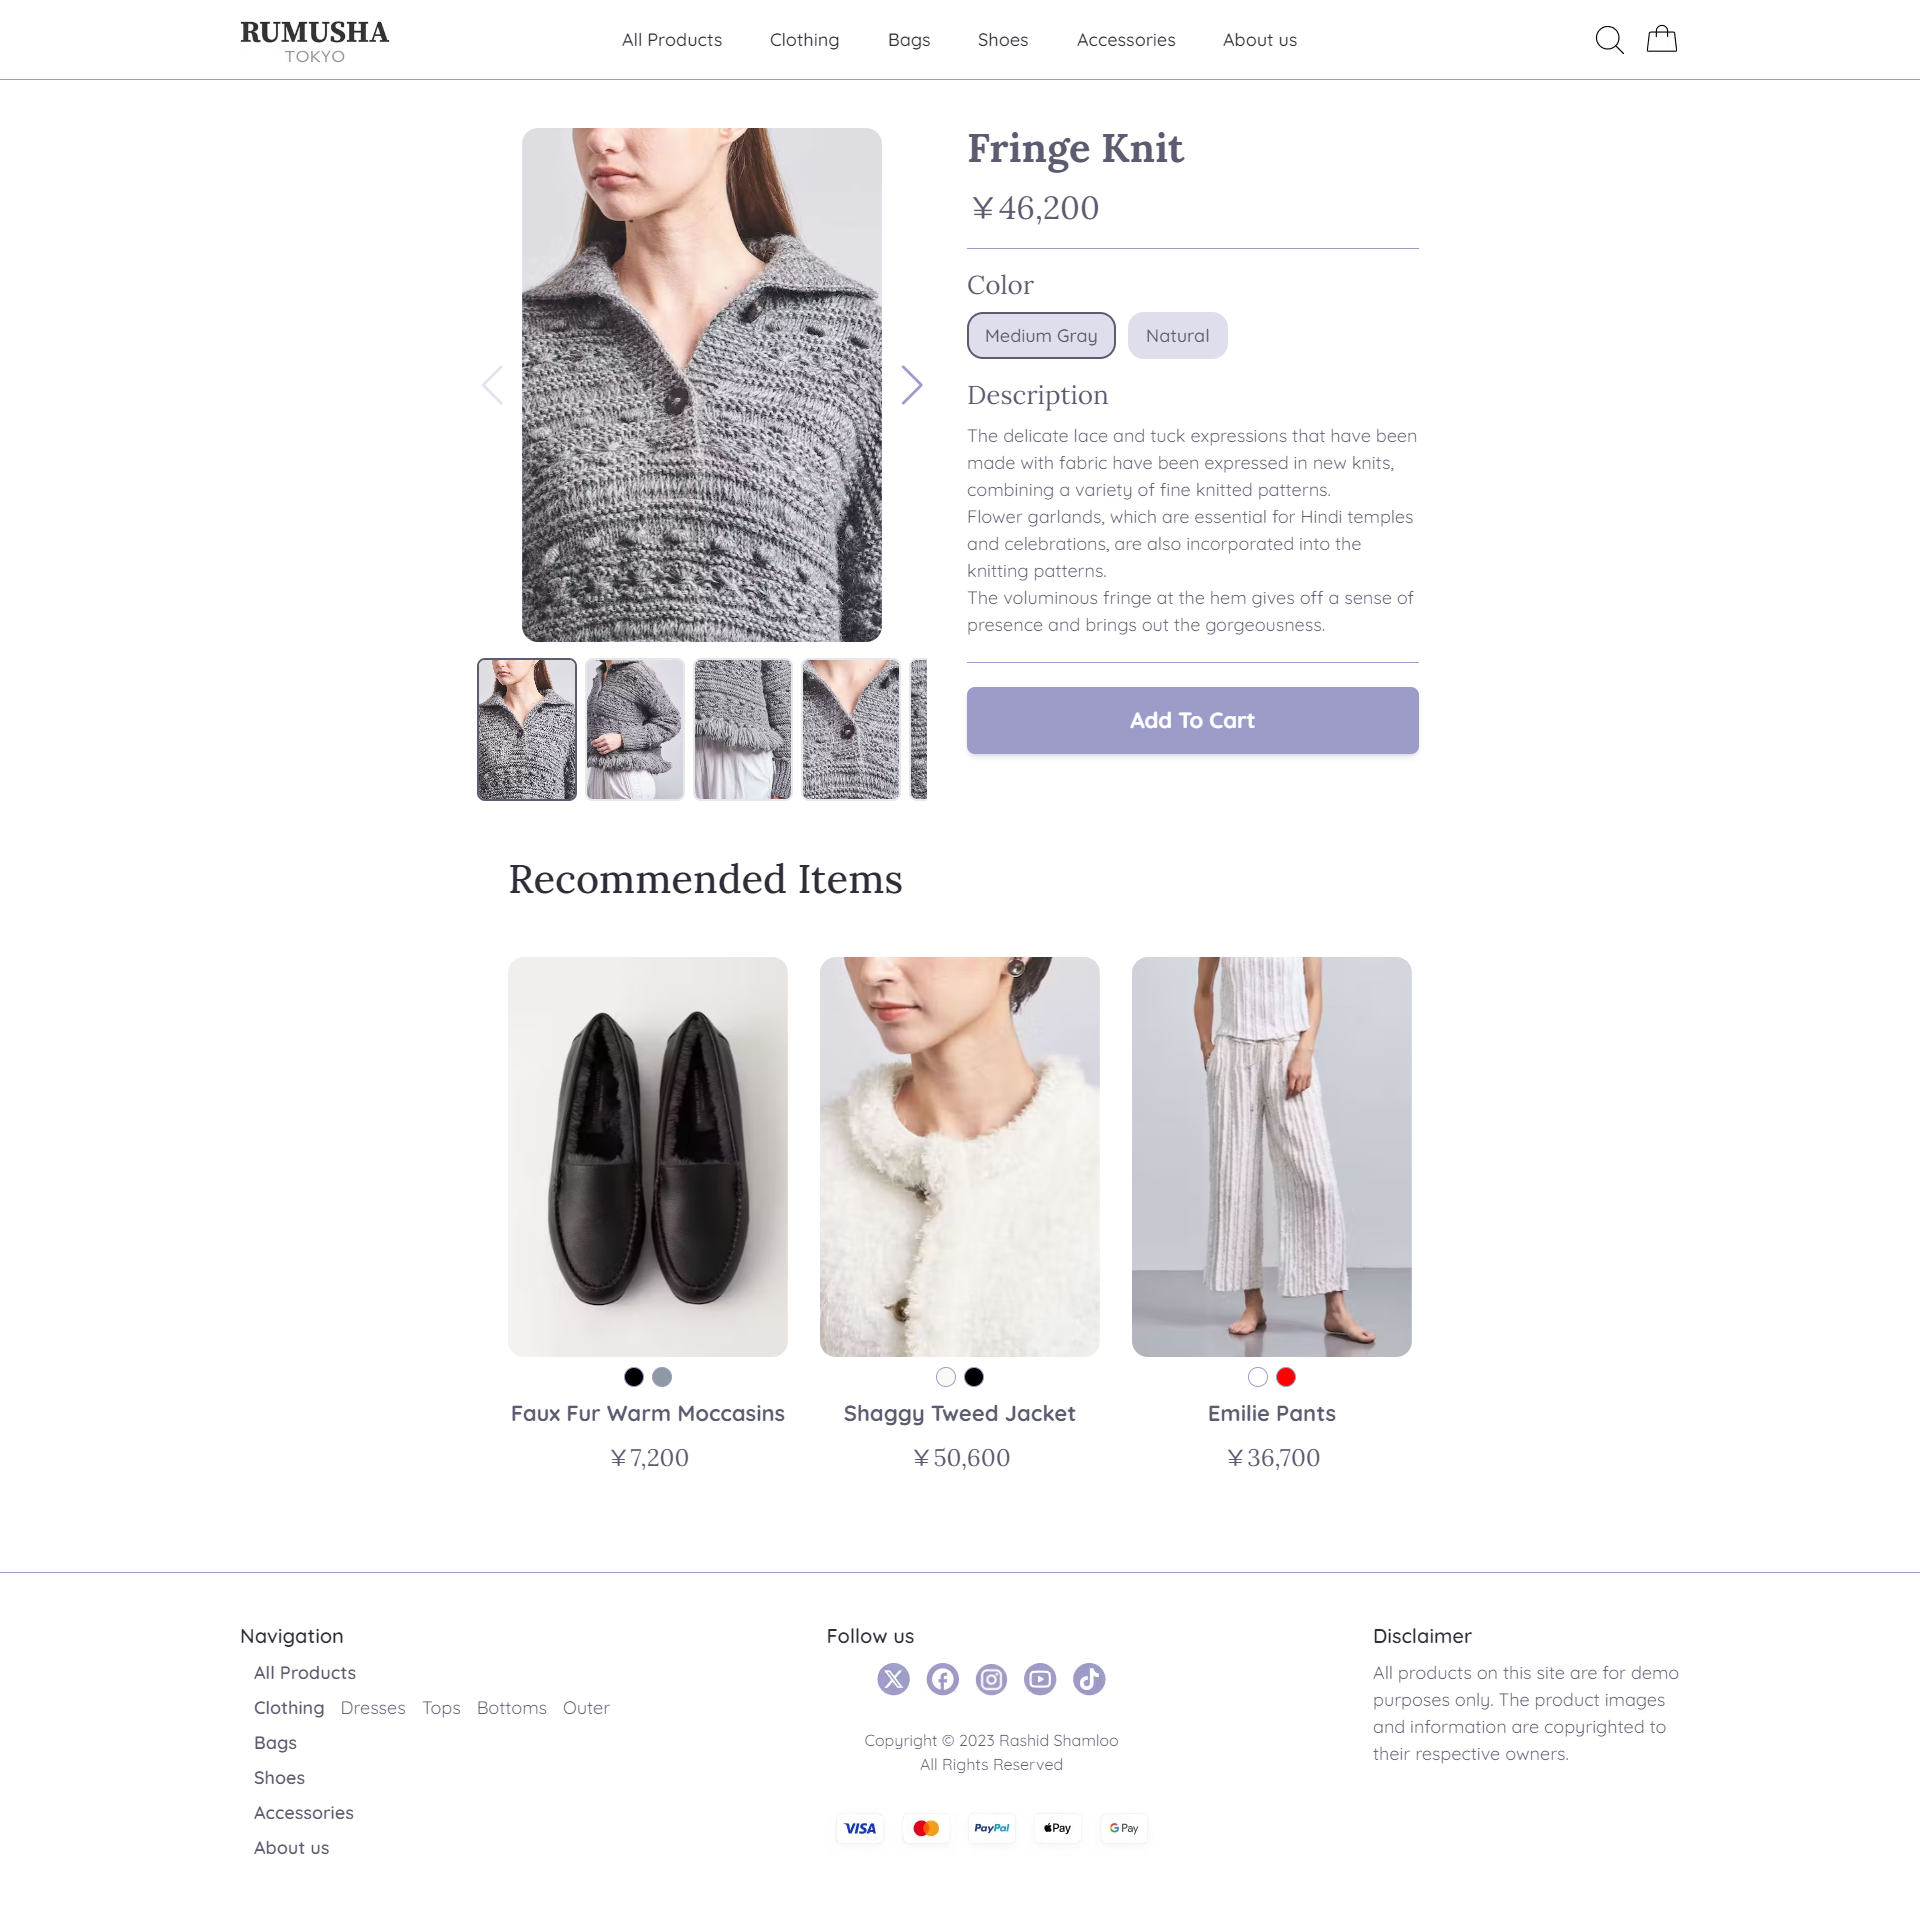 RUMUSHA
TOKYO
All Products
Clothing
Bags
Shoes
Accessories
About us
Fringe Knit
￥46,200
Color
Medium Gray
Natural
Description
The delicate lace and tuck expressions that have been
made with fabric have been expressed in new knits,
combining a variety of fine knitted patterns.
Flower garlands, which are essential for Hindi temples
and celebrations, are also incorporated into the
knitting patterns.
The voluminous fringe at the hem gives off a sense of
presence and brings out the gorgeousness.
Add To Cart
Recommended Items
Faux Fur Warm Moccasins
￥7,200
Shaggy Tweed Jacket
￥50,600
Emilie Pants
￥36,700
Navigation
All Products
Clothing Dresses Tops Bottoms Outer
Bags
Shoes
Accessories
About us
Follow us
Copyright © 2023 Rashid Shamloo
All Rights Reserved
VISA
PayPal
Pay
G Pay
Disclaimer
All products on this site are for demo
purposes only. The product images
and information are copyrighted to
their respective owners.